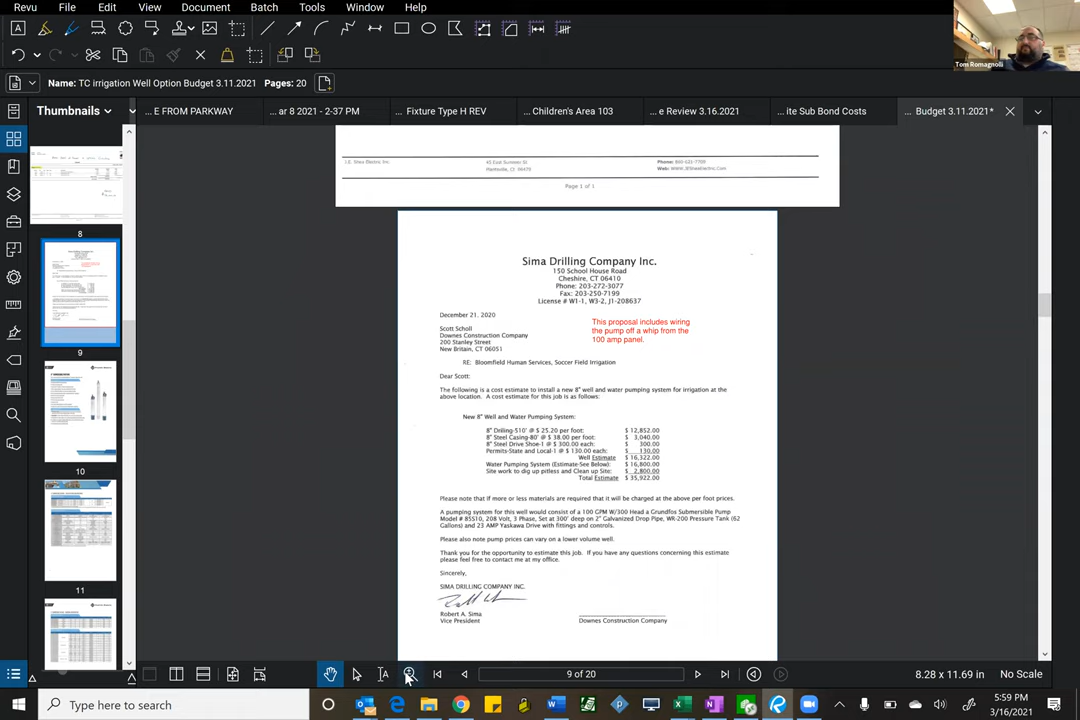 Revu File Edit View Document Batch Tools Window Help
Tom Romagnoli
Name: TC irrigation Well Option Budget 3.11.2021 Pages: 20
Thumbnails
... E FROM PARKWAY ... ar 8 2021 - 2:37 PM ... Fixture Type H REV ... Children's Area 103 ... e Review 3.16.2021 ... ite Sub Bond Costs ... Budget 3.11.2021*
J.E. Shea Electric Inc 45 East Summer St Phone: 860-621-7709
Plantsville, Ct 06479
Page 1 of 1
8
9
10
11
Sima Drilling Company Inc.
150 School House Road
Cheshire, CT 06410
Phone: 203-272-3077
Fax: 203-250-7199
License # W1-1, W3-2, J1-208637
December 21, 2020
This proposal includes wiring
the pump off a whip from the
100 amp panel.
Scott Scholl
Downes Construction Company
200 Stanley Street
New Britain, CT 06051
RE: Bloomfield Human Services, Soccer Field Irrigation
Dear Scott:
The following is a cost estimate to install a new 8" well and water pumping system for irrigation at the
above location. A cost estimate for this job is as follows:
New 8" Well and Water Pumping System:
8" Drilling-510' @ $ 25.20 per foot: $ 12,852.00
8" Steel Casing-80' @ $ 38.00 per foot: $ 3,040.00
8" Steel Drive Shoe-1 @ $ 300.00 each: $ 300.00
Permits-State and Local-1 @ $ 130.00 each: $ 130.00
Well Estimate $ 16,322.00
Water Pumping System (Estimate-See Below): $ 16,800.00
Site work to dig up pitless and Clean up Site: $ 2,800.00
Total Estimate $ 35,922.00
Please note that if more or less materials are required that it will be charged at the above per foot prices.
A pumping system for this well would consist of a 100 GPM W/300 Head a Grundfos Submersible Pump
Model # 85S10, 208 Volt, 3 Phase, Set at 300' deep on 2" Galvanized Drop Pipe, WR-200 Pressure Tank (62
Gallons) and 23 AMP Yaskawa Drive with fittings and controls.
Please also note pump prices can vary on a lower volume well.
Thank you for the opportunity to estimate this job. If you have any questions concerning this estimate
please feel free to contact me at my office.
Sincerely,
SIMA DRILLING COMPANY INC.
Robert A. Sima
Vice President
Downes Construction Company
9 of 20
8.28 x 11.69 in No Scale
Type here to search
5:59 PM
3/16/2021